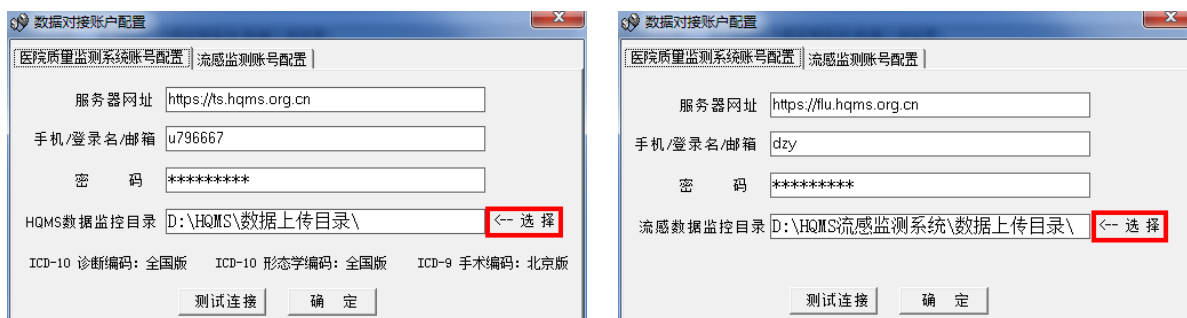 数据对接账户配置
医院质量监测系统账号配置 流感监测账号配置
服务器网址 https://ts.hqms.org.cn
手机/登录名/邮箱 u796667
密 码 *********
HQMS数据监控目录 D:\HQMS\数据上传目录\ <-- 选 择
ICD-10 诊断编码: 全国版 ICD-10 形态学编码: 全国版 ICD-9 手术编码: 北京版
测试连接 确 定
数据对接账户配置
医院质量监测系统账号配置 流感监测账号配置
服务器网址 https://flu.hqms.org.cn
手机/登录名/邮箱 dzy
密 码 *********
流感数据监控目录 D:\HQMS流感监测系统\数据上传目录\ <-- 选 择
测试连接 确 定